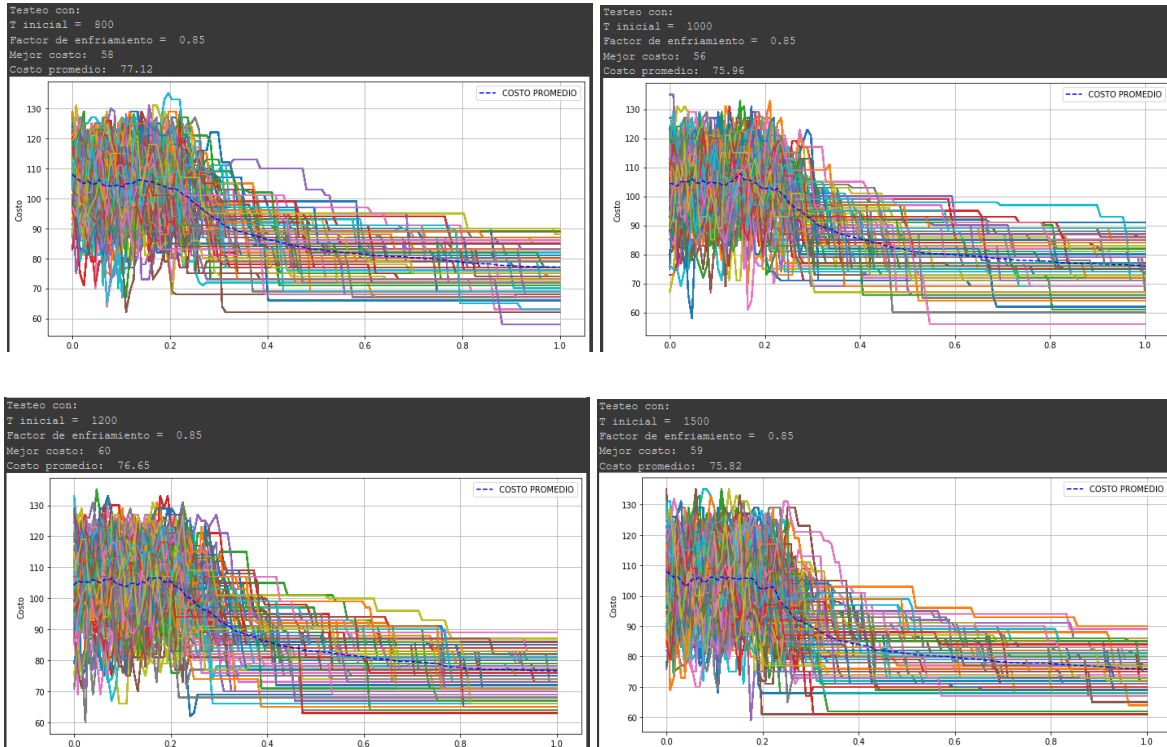 Testeo con:
T inicial =  800
Factor de enfriamiento =  0.85
Mejor costo:  58
Costo promedio:  77.12
COSTO PROMEDIO
Costo
130
120
110
100
90
80
70
60
0.0 0.2 0.4 0.6 0.8 1.0
Testeo con:
T inicial =  1000
Factor de enfriamiento =  0.85
Mejor costo:  56
Costo promedio:  75.96
COSTO PROMEDIO
Costo
130
120
110
100
90
80
70
60
0.0 0.2 0.4 0.6 0.8 1.0
Testeo con:
T inicial =  1200
Factor de enfriamiento =  0.85
Mejor costo:  60
Costo promedio:  76.65
COSTO PROMEDIO
Costo
130
120
110
100
90
80
70
60
0.0 0.2 0.4 0.6 0.8 1.0
Testeo con:
T inicial =  1500
Factor de enfriamiento =  0.85
Mejor costo:  59
Costo promedio:  75.82
COSTO PROMEDIO
Costo
130
120
110
100
90
80
70
60
0.0 0.2 0.4 0.6 0.8 1.0